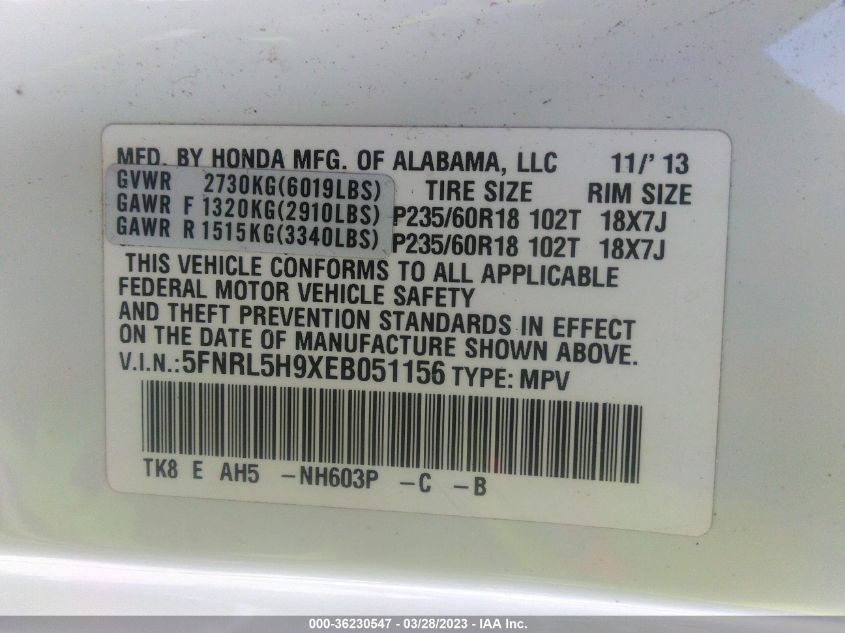 MFD. BY HONDA MFG. OF ALABAMA, LLC 11/' 13
GVWR 2730KG(6019LBS) TIRE SIZE RIM SIZE
GAWR F 1320KG(2910LBS) P235/60R18 102T 18X7J
GAWR R 1515KG(3340LBS) P235/60R18 102T 18X7J
THIS VEHICLE CONFORMS TO ALL APPLICABLE
FEDERAL MOTOR VEHICLE SAFETY
AND THEFT PREVENTION STANDARDS IN EFFECT
ON THE DATE OF MANUFACTURE SHOWN ABOVE.
V.I.N.:5FNRL5H9XEB051156 TYPE: MPV
TK8 E AH5 -NH603P -C -B
000-36230547 - 03/28/2023 - IAA Inc.